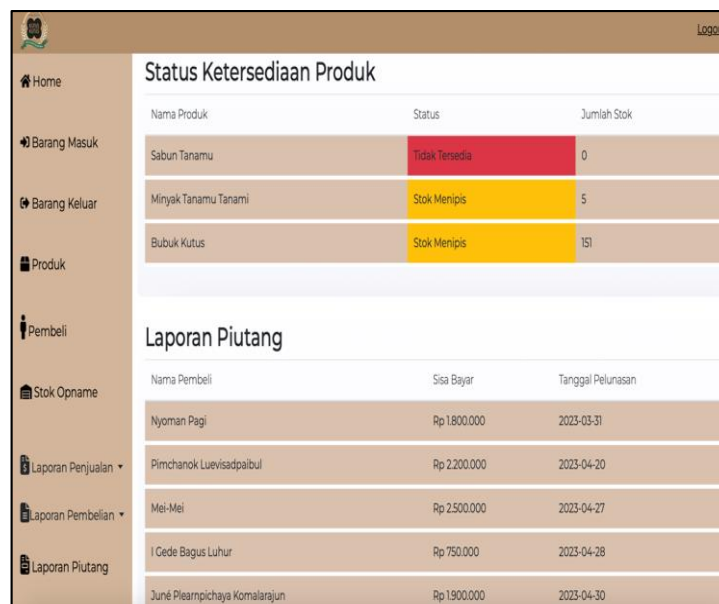 Home
Barang Masuk
Barang Keluar
Produk
Pembeli
Stok Opname
Laporan Penjualan
Laporan Pembelian
Laporan Piutang
Status Ketersediaan Produk
Nama Produk Status Jumlah Stok
Sabun Tanamu Tidak Tersedia 0
Minyak Tanamu Tanami Stok Menipis 5
Bubuk Kutus Stok Menipis 151
Laporan Piutang
Nama Pembeli Sisa Bayar Tanggal Pelunasan
Nyoman Pagi Rp 1.800.000 2023-03-31
Pimchanok Luevisadpaibul Rp 2.200.000 2023-04-20
Mei-Mei Rp 2.500.000 2023-04-27
I Gede Bagus Luhur Rp 750.000 2023-04-28
Juné Plearnpichaya Komalarajun Rp 1.900.000 2023-04-30